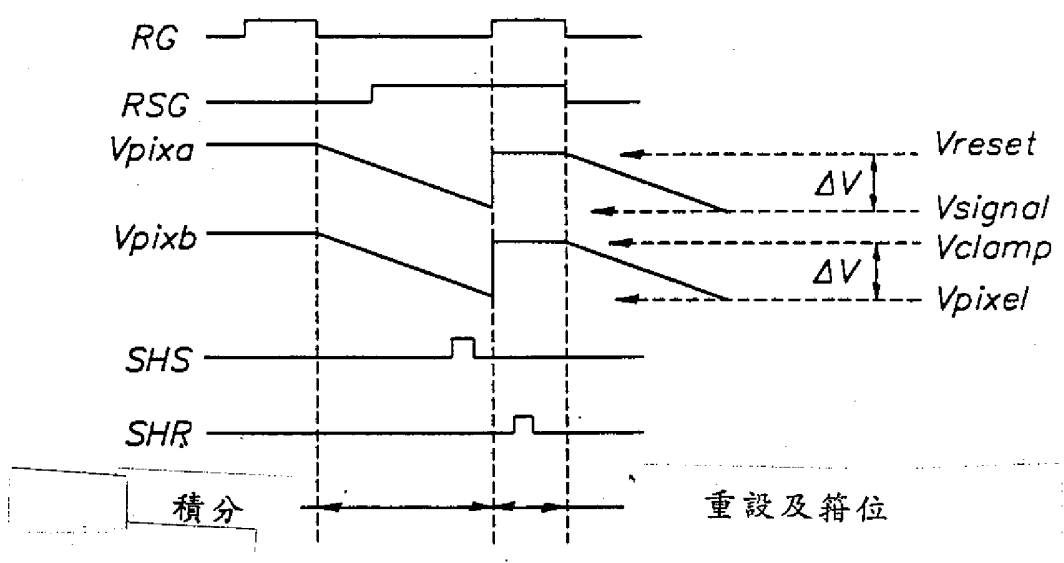 RG
RSG
Vpixa
Vreset
ΔV
Vsignal
Vpixb
Vclamp
ΔV
Vpixel
SHS
SHR
積分
重設及箝位